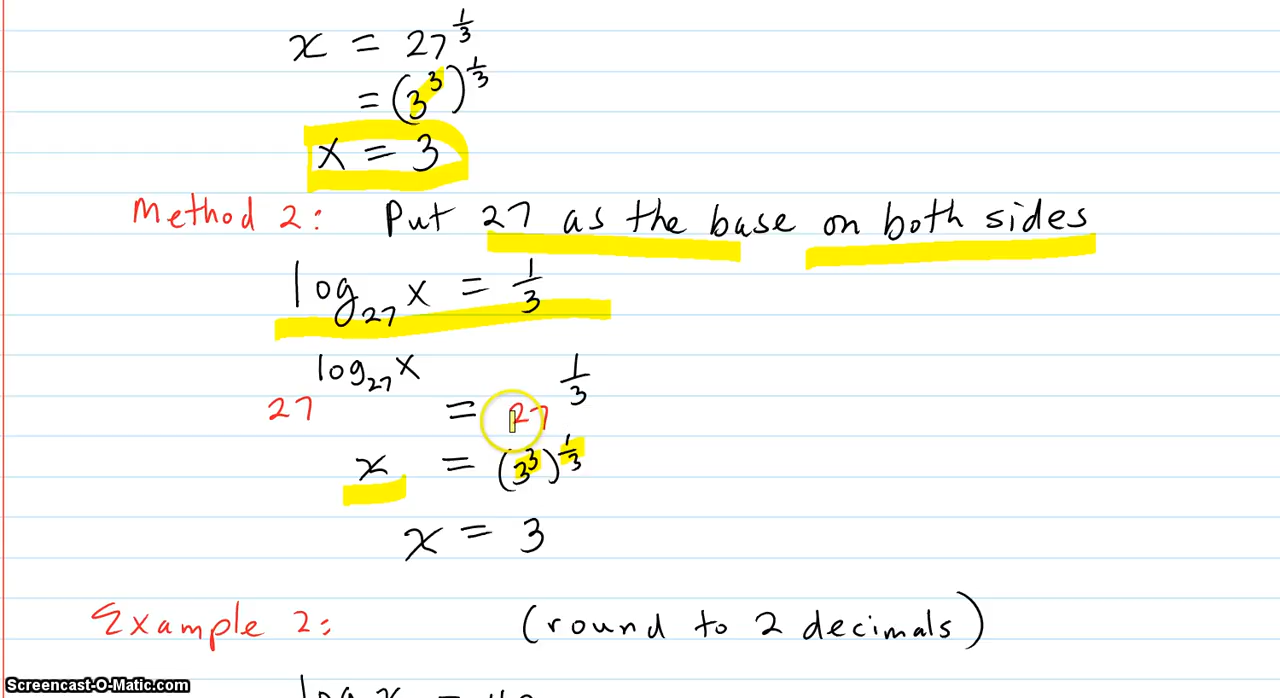 x = 27^(1/3)
= (3^3)^(1/3)
x = 3
Method 2: Put 27 as the base on both sides
log₂₇ x = 1/3
27^(log₂₇ x) = 27^(1/3)
x = (3^3)^(1/3)
x = 3
Example 2: (round to 2 decimals)
log x =
Screencast-O-Matic.com